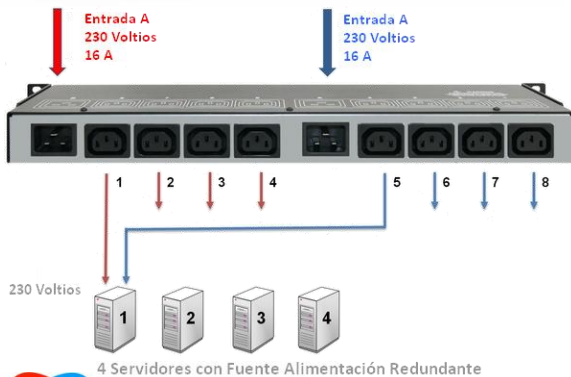 Entrada A
230 Voltios
16 A
Entrada A
230 Voltios
16 A
1 2 3 4 5 6 7 8
230 Voltios
1 2 3 4
4 Servidores con Fuente Alimentación Redundante